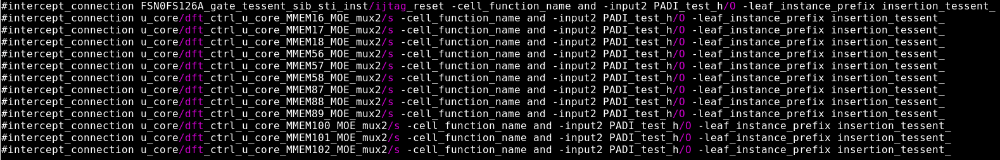 #intercept_connection FSN0FS126A_gate_tessent_sib_sti_inst/ijtag_reset -cell_function_name and -input2 PADI_test_h/O -leaf_instance_prefix insertion_tessent_
#intercept_connection u_core/dft_ctrl_u_core_MMEM16_MOE_mux2/s -cell_function_name and -input2 PADI_test_h/O -leaf_instance_prefix insertion_tessent_
#intercept_connection u_core/dft_ctrl_u_core_MMEM17_MOE_mux2/s -cell_function_name and -input2 PADI_test_h/O -leaf_instance_prefix insertion_tessent_
#intercept_connection u_core/dft_ctrl_u_core_MMEM18_MOE_mux2/s -cell_function_name and -input2 PADI_test_h/O -leaf_instance_prefix insertion_tessent_
#intercept_connection u_core/dft_ctrl_u_core_MMEM56_MOE_mux2/s -cell_function_name and -input2 PADI_test_h/O -leaf_instance_prefix insertion_tessent_
#intercept_connection u_core/dft_ctrl_u_core_MMEM57_MOE_mux2/s -cell_function_name and -input2 PADI_test_h/O -leaf_instance_prefix insertion_tessent_
#intercept_connection u_core/dft_ctrl_u_core_MMEM58_MOE_mux2/s -cell_function_name and -input2 PADI_test_h/O -leaf_instance_prefix insertion_tessent_
#intercept_connection u_core/dft_ctrl_u_core_MMEM87_MOE_mux2/s -cell_function_name and -input2 PADI_test_h/O -leaf_instance_prefix insertion_tessent_
#intercept_connection u_core/dft_ctrl_u_core_MMEM88_MOE_mux2/s -cell_function_name and -input2 PADI_test_h/O -leaf_instance_prefix insertion_tessent_
#intercept_connection u_core/dft_ctrl_u_core_MMEM89_MOE_mux2/s -cell_function_name and -input2 PADI_test_h/O -leaf_instance_prefix insertion_tessent_
#intercept_connection u_core/dft_ctrl_u_core_MMEM100_MOE_mux2/s -cell_function_name and -input2 PADI_test_h/O -leaf_instance_prefix insertion_tessent_
#intercept_connection u_core/dft_ctrl_u_core_MMEM101_MOE_mux2/s -cell_function_name and -input2 PADI_test_h/O -leaf_instance_prefix insertion_tessent_
#intercept_connection u_core/dft_ctrl_u_core_MMEM102_MOE_mux2/s -cell_function_name and -input2 PADI_test_h/O -leaf_instance_prefix insertion_tessent_